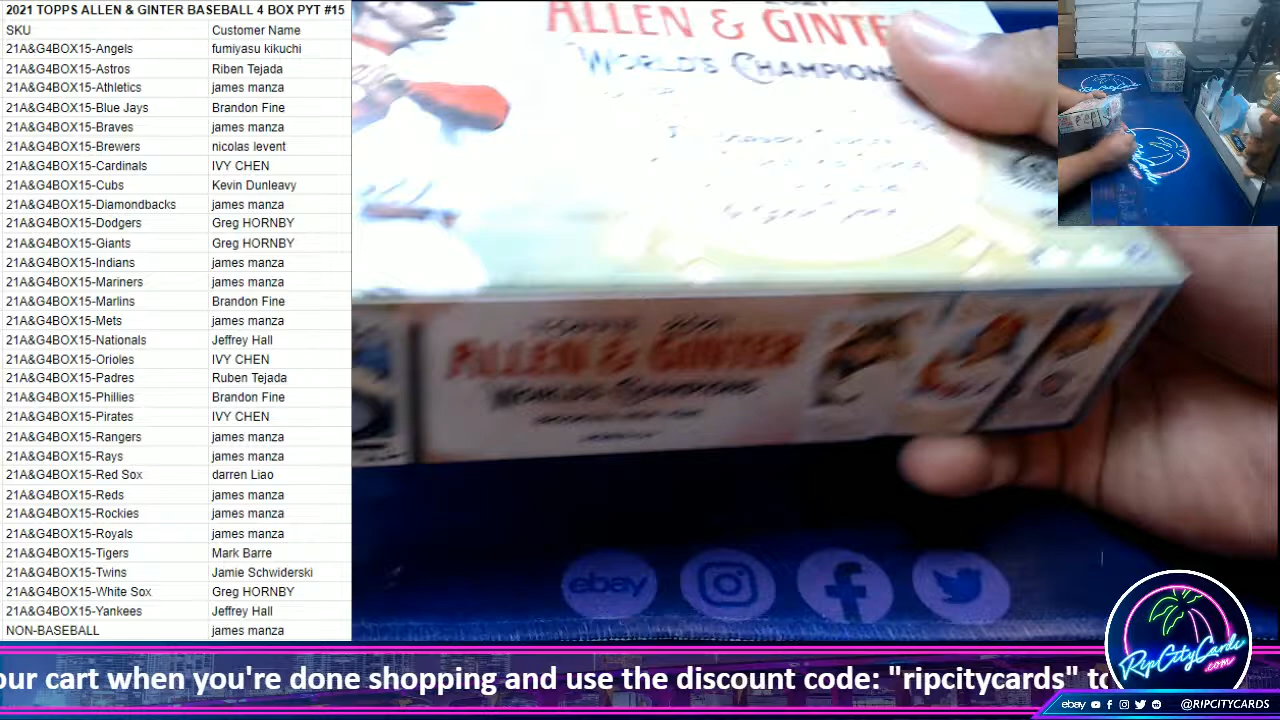 2021 TOPPS ALLEN & GINTER BASEBALL 4 BOX PYT #15
SKU Customer Name
21A&G4BOX15-Angels fumiyasu kikuchi
21A&G4BOX15-Astros Riben Tejada
21A&G4BOX15-Athletics james manza
21A&G4BOX15-Blue Jays Brandon Fine
21A&G4BOX15-Braves james manza
21A&G4BOX15-Brewers nicolas levent
21A&G4BOX15-Cardinals IVY CHEN
21A&G4BOX15-Cubs Kevin Dunleavy
21A&G4BOX15-Diamondbacks james manza
21A&G4BOX15-Dodgers Greg HORNBY
21A&G4BOX15-Giants Greg HORNBY
21A&G4BOX15-Indians james manza
21A&G4BOX15-Mariners james manza
21A&G4BOX15-Marlins Brandon Fine
21A&G4BOX15-Mets james manza
21A&G4BOX15-Nationals Jeffrey Hall
21A&G4BOX15-Orioles IVY CHEN
21A&G4BOX15-Padres Ruben Tejada
21A&G4BOX15-Phillies Brandon Fine
21A&G4BOX15-Pirates IVY CHEN
21A&G4BOX15-Rangers james manza
21A&G4BOX15-Rays james manza
21A&G4BOX15-Red Sox darren Liao
21A&G4BOX15-Reds james manza
21A&G4BOX15-Rockies james manza
21A&G4BOX15-Royals james manza
21A&G4BOX15-Tigers Mark Barre
21A&G4BOX15-Twins Jamie Schwiderski
21A&G4BOX15-White Sox Greg HORNBY
21A&G4BOX15-Yankees Jeffrey Hall
NON-BASEBALL james manza
ALLEN & GINTE
WORLD'S CHAMPIONS
ALLEN & GINTER
WORLD'S CHAMPIONS
ebay
our cart when you're done shopping and use the discount code: "ripcitycards" to
RipCityCards
.com
ebay @RIPCITYCARDS